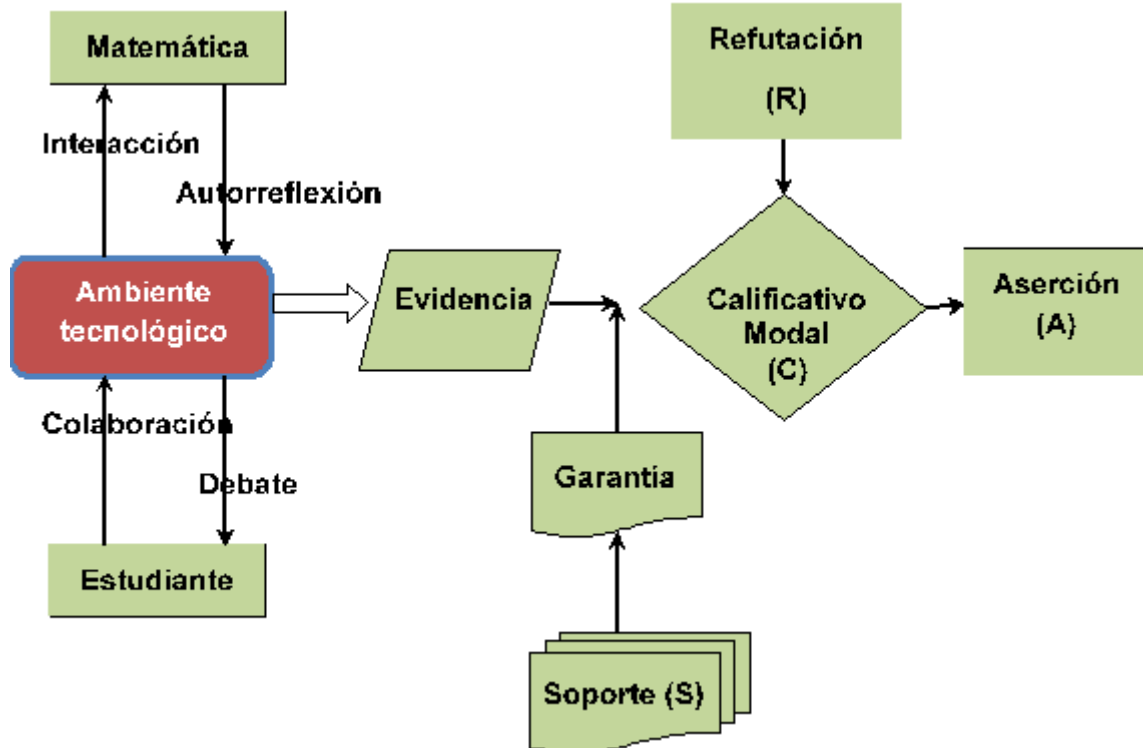 Matemática
Interacción
Autorreflexión
Ambiente
tecnológico
Colaboración
Debate
Estudiante
Evidencia
Garantía
Soporte (S)
Refutación
(R)
Calificativo
Modal
(C)
Aserción
(A)